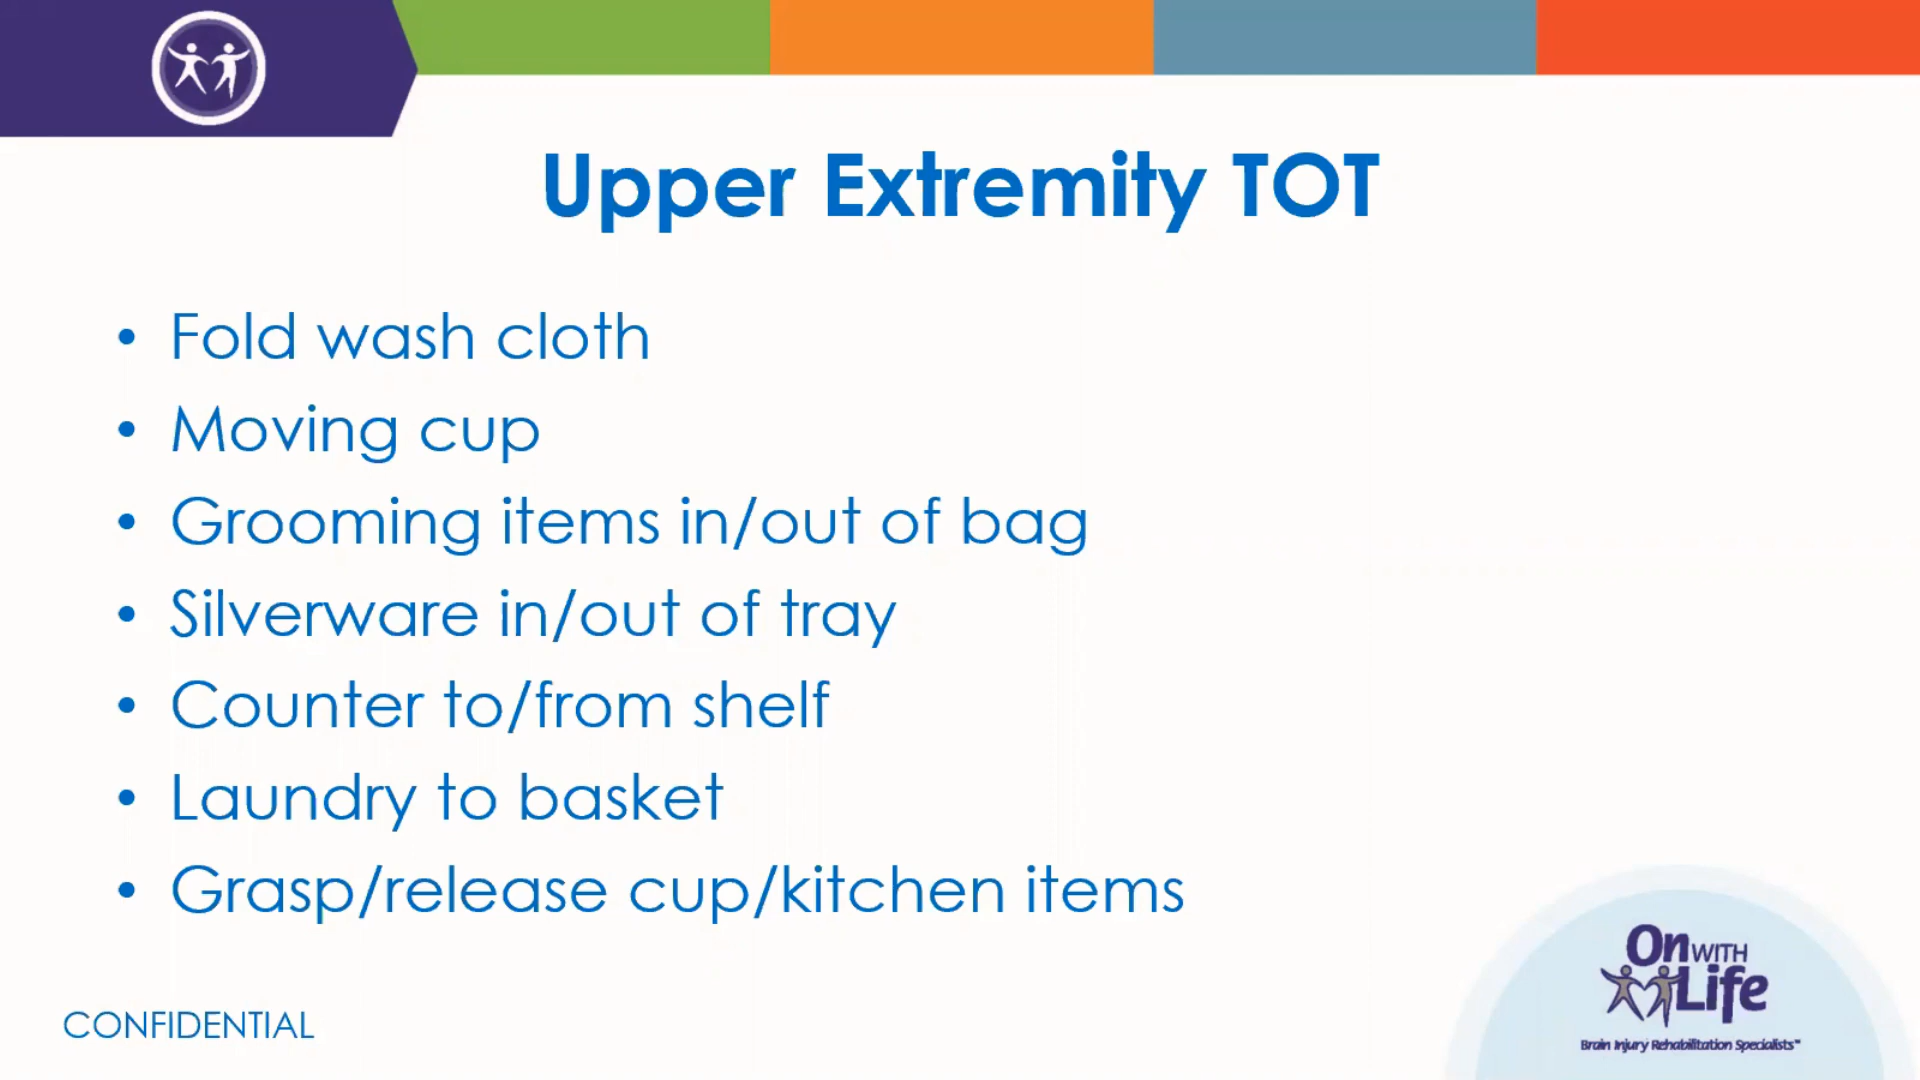 Upper Extremity TOT
• Fold wash cloth
• Moving cup
• Grooming items in/out of bag
• Silverware in/out of tray
• Counter to/from shelf
• Laundry to basket
• Grasp/release cup/kitchen items
CONFIDENTIAL
On WITH
Life
Brain Injury Rehabilitation Specialists℠